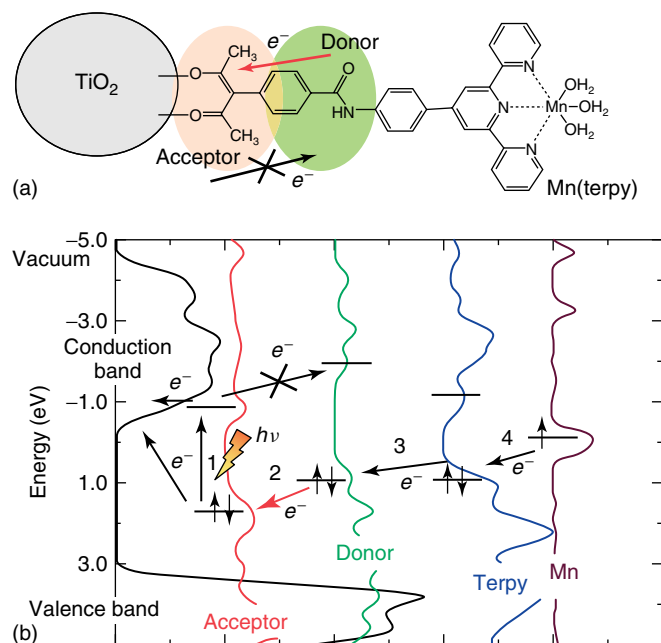 e⁻
Donor
TiO₂
O
CH₃
O
CH₃
O
HN
N
N
N
Mn
OH₂
OH₂
OH₂
Acceptor
e⁻
Mn(terpy)
(a)
−5.0
Vacuum
−3.0
Conduction
band
e⁻
e⁻
−1.0
hν
1
e⁻
2
3
4
e⁻
e⁻
e⁻
1.0
Energy (eV)
3.0
Donor
Terpy
Mn
Acceptor
Valence band
(b)